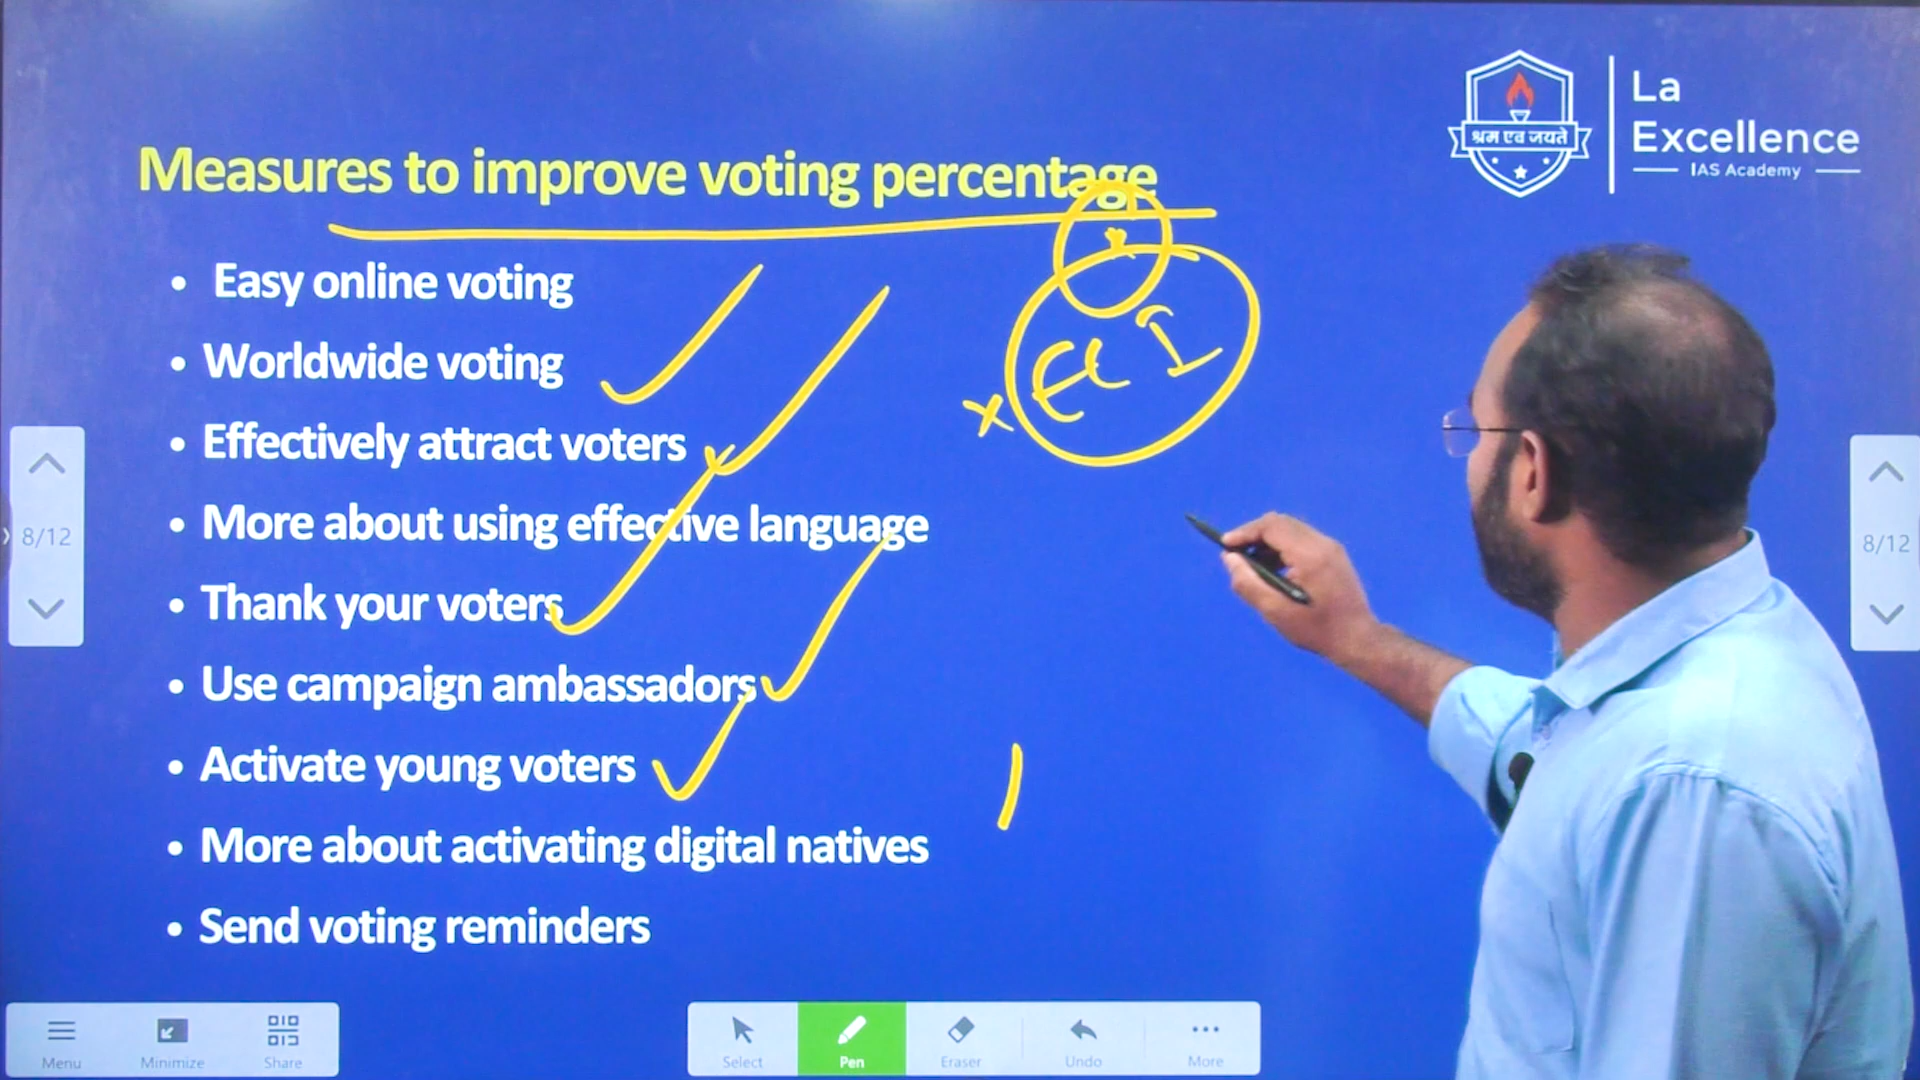 La
Excellence
IAS Academy
श्रम एव जयते
Measures to improve voting percentage
• Easy online voting
• Worldwide voting
• Effectively attract voters
• More about using effective language
• Thank your voters
• Use campaign ambassadors
• Activate young voters
• More about activating digital natives
• Send voting reminders
ECI
8/12
8/12
Menu
Minimize
Share
Select
Pen
Eraser
Undo
More